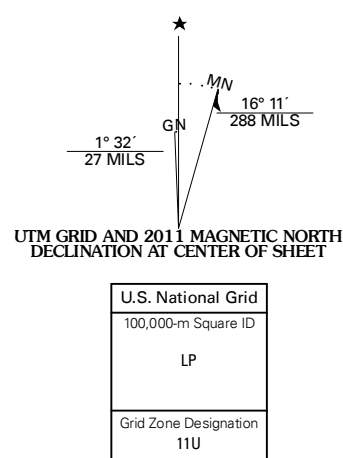 MN
16° 11´
288 MILS
GN
1° 32´
27 MILS
UTM GRID AND 2011 MAGNETIC NORTH
DECLINATION AT CENTER OF SHEET
U.S. National Grid
100,000-m Square ID
LP
Grid Zone Designation
11U